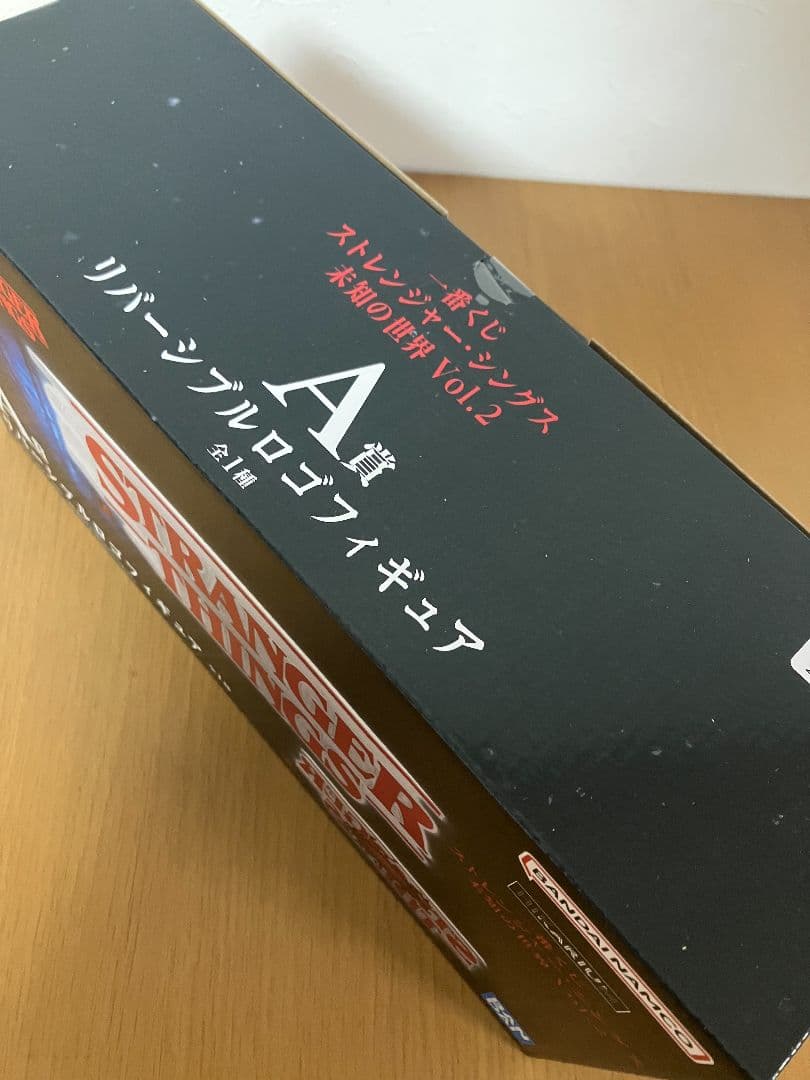 一番くじ
ストレンジャー・シングス
未知の世界 Vol.2
A賞
リバーシブルロゴフィギュア
全1種
STRANGER
THINGS
BANDAI NAMCO
BAN